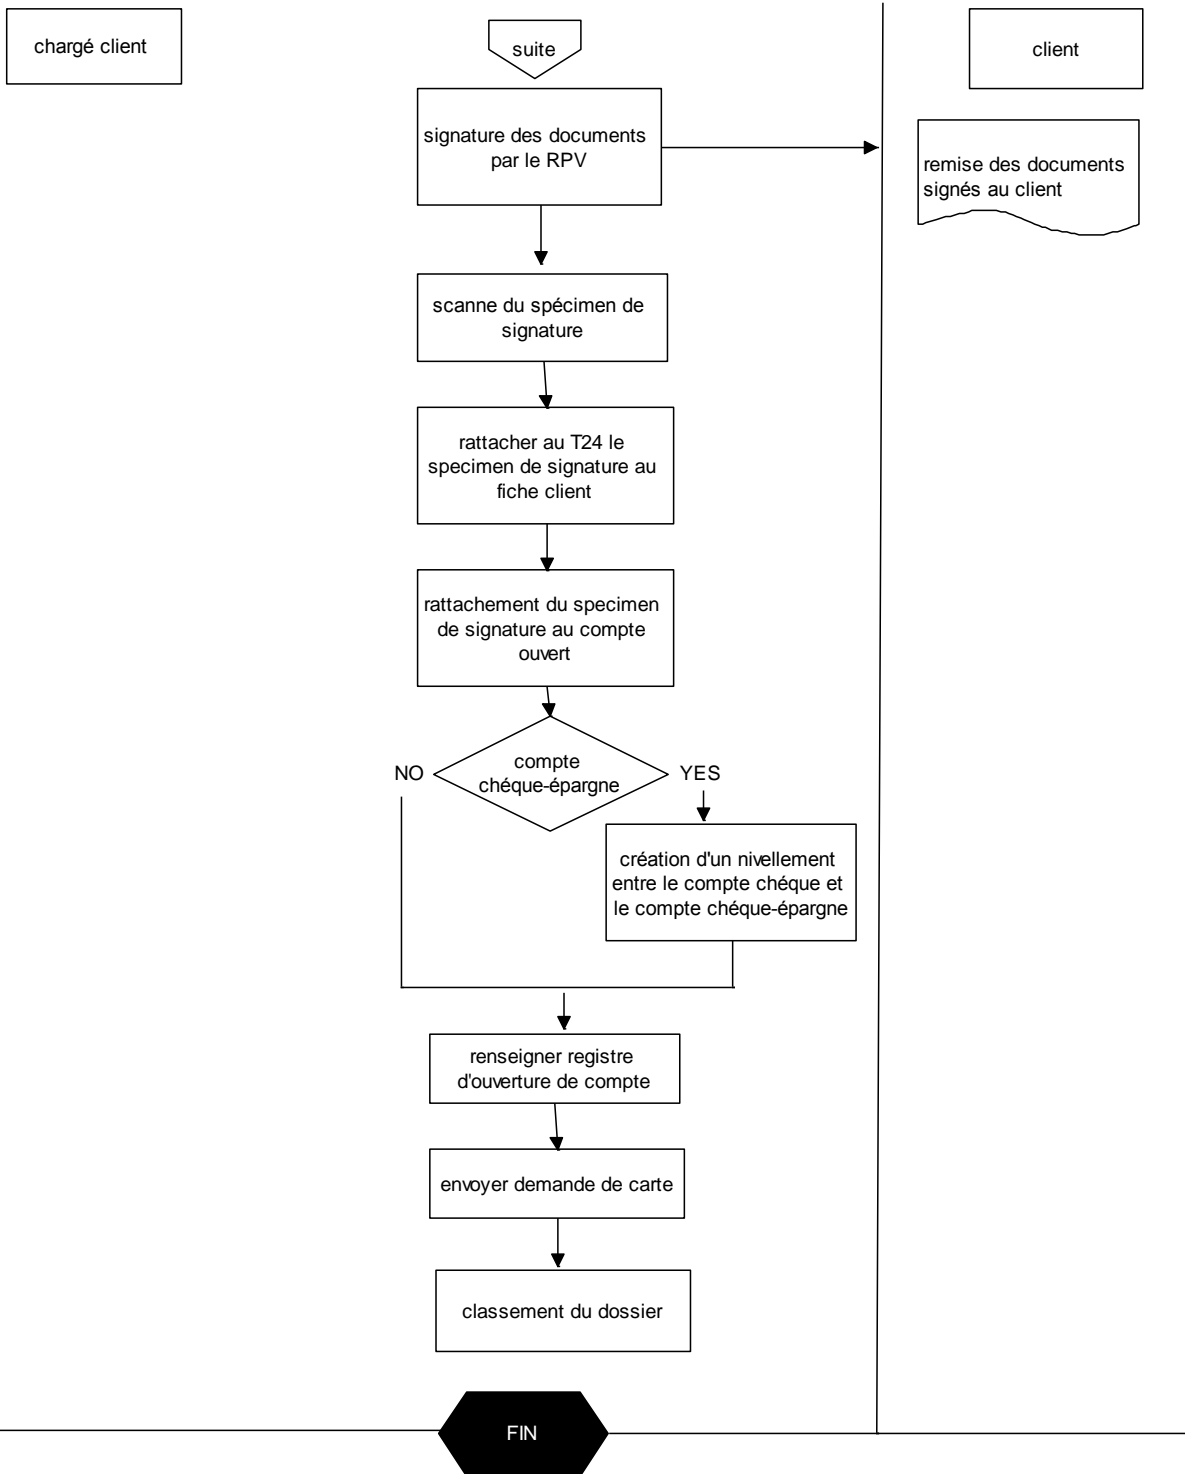 chargé client
suite
client
signature des documents
par le RPV
remise des documents
signés au client
scanne du spécimen de
signature
rattacher au T24 le
specimen de signature au
fiche client
rattachement du specimen
de signature au compte
ouvert
NO
compte
chéque-épargne
YES
création d'un nivellement
entre le compte chéque et
le compte chéque-épargne
renseigner registre
d'ouverture de compte
envoyer demande de carte
classement du dossier
FIN